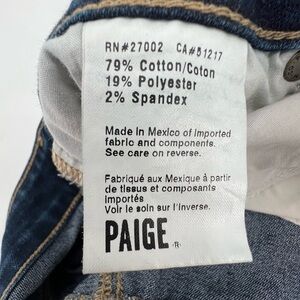 RN#27002 CA#51217
79% Cotton/Coton
19% Polyester
2% Spandex
Made in Mexico of imported
fabric and components.
See care on reverse.
Fabriqué aux Mexique à partir
de tissus et composants
importés
Voir le soin sur l'inverse.
PAIGE®